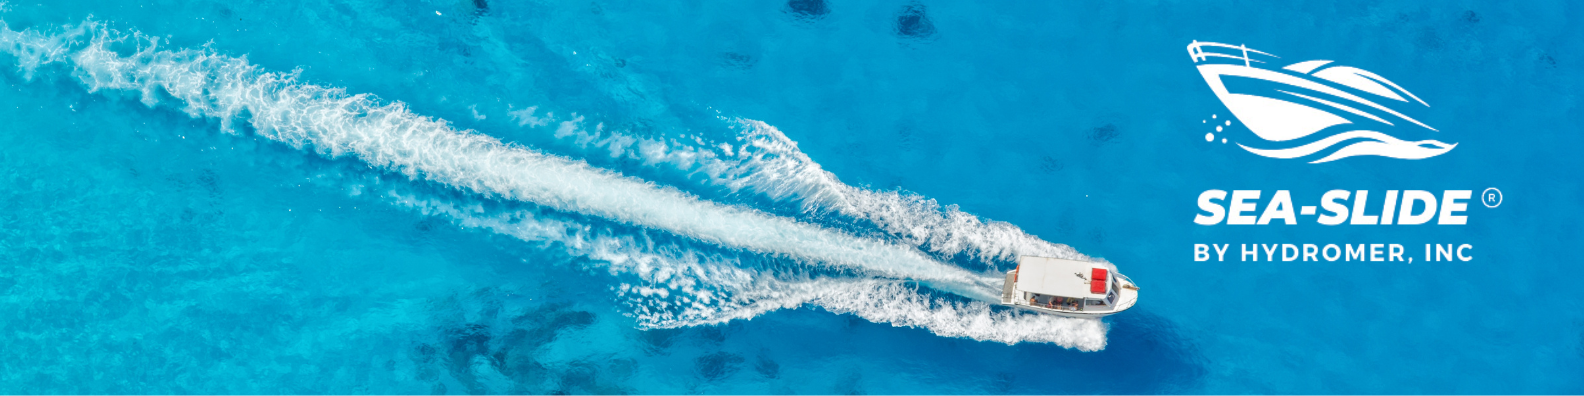 SEA-SLIDE ®
BY HYDROMER, INC